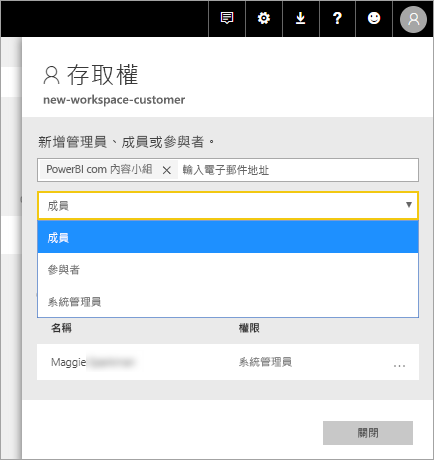 存取權
new-workspace-customer
新增管理員、成員或參與者。
PowerBI com 內容小組 × 輸入電子郵件地址
成員
成員
參與者
系統管理員
名稱 權限
Maggie 系統管理員 ...
關閉